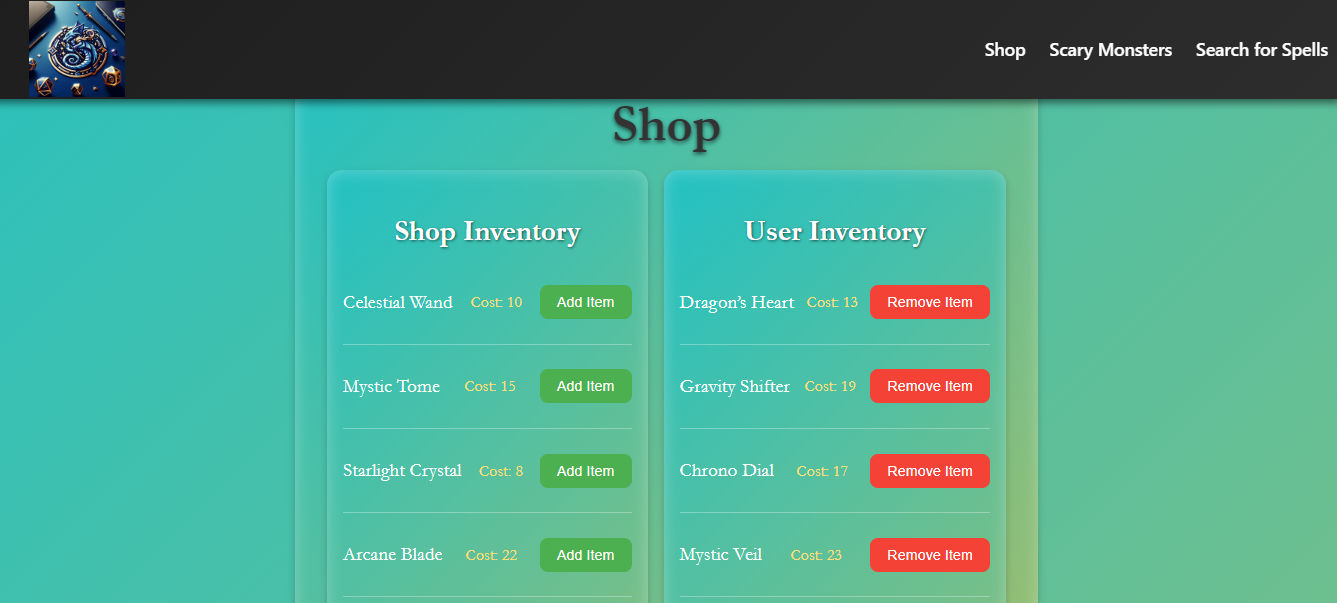 Shop
Scary Monsters
Search for Spells
Shop
Shop Inventory
Celestial Wand Cost: 10 Add Item
Mystic Tome Cost: 15 Add Item
Starlight Crystal Cost: 8 Add Item
Arcane Blade Cost: 22 Add Item
User Inventory
Dragon’s Heart Cost: 13 Remove Item
Gravity Shifter Cost: 19 Remove Item
Chrono Dial Cost: 17 Remove Item
Mystic Veil Cost: 23 Remove Item